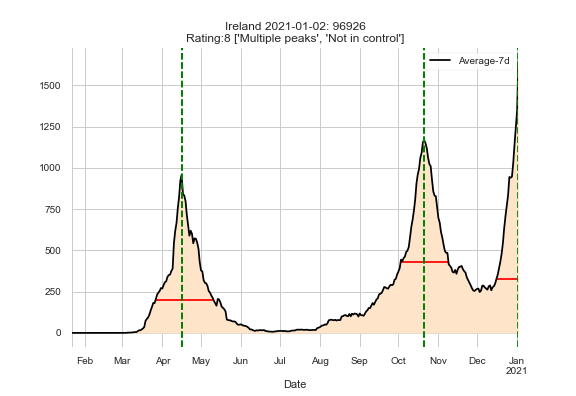 Ireland 2021-01-02: 96926
Rating:8 ['Multiple peaks', 'Not in control']
Average-7d
1500
1250
1000
750
500
250
0
Feb Mar Apr May Jun Jul Aug Sep Oct Nov Dec Jan
2021
Date